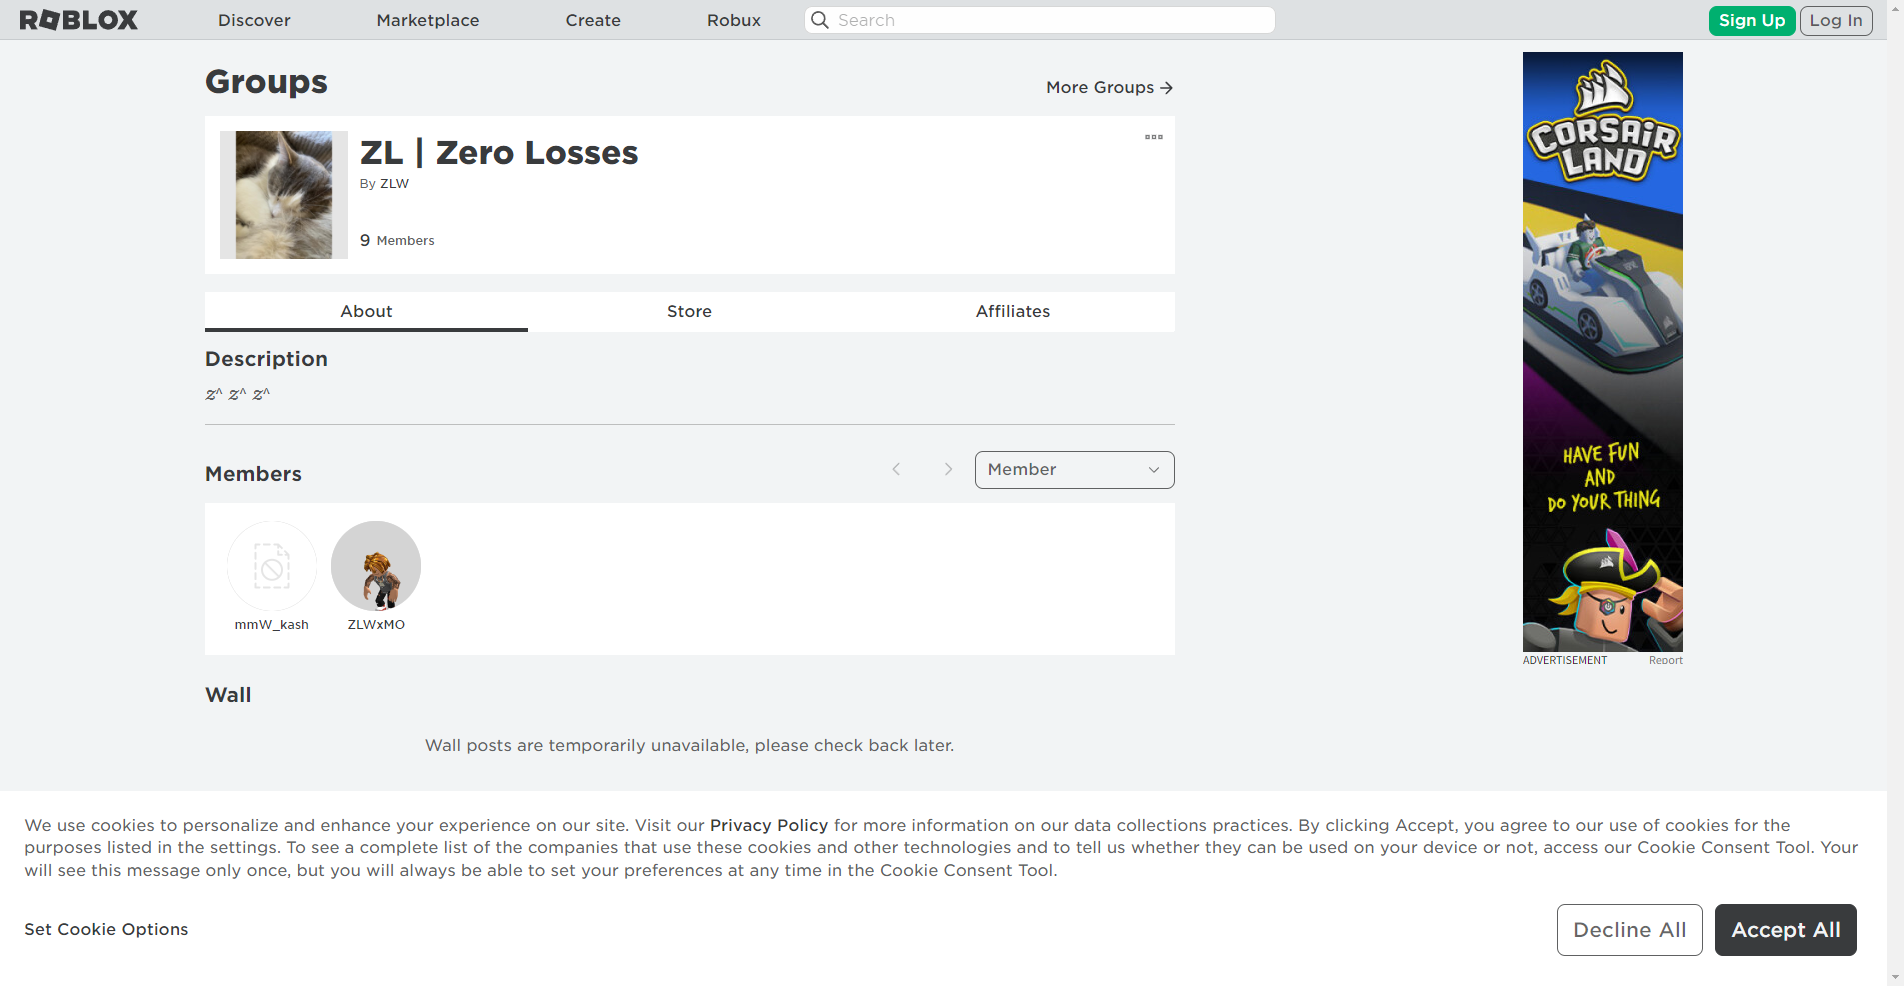 ROBLOX
Discover
Marketplace
Create
Robux
Search
Sign Up
Log In
Groups
More Groups →
ZL | Zero Losses
By ZLW
9 Members
About
Store
Affiliates
Description
𝓏^ 𝓏^ 𝓏^
Members
Member
mmW_kash
ZLWxMO
Wall
Wall posts are temporarily unavailable, please check back later.
CORSAIR
LAND
HAVE FUN
AND
DO YOUR THING
ADVERTISEMENT
Report
We use cookies to personalize and enhance your experience on our site. Visit our Privacy Policy for more information on our data collections practices. By clicking Accept, you agree to our use of cookies for the
purposes listed in the settings. To see a complete list of the companies that use these cookies and other technologies and to tell us whether they can be used on your device or not, access our Cookie Consent Tool. Your
will see this message only once, but you will always be able to set your preferences at any time in the Cookie Consent Tool.
Set Cookie Options
Decline All
Accept All